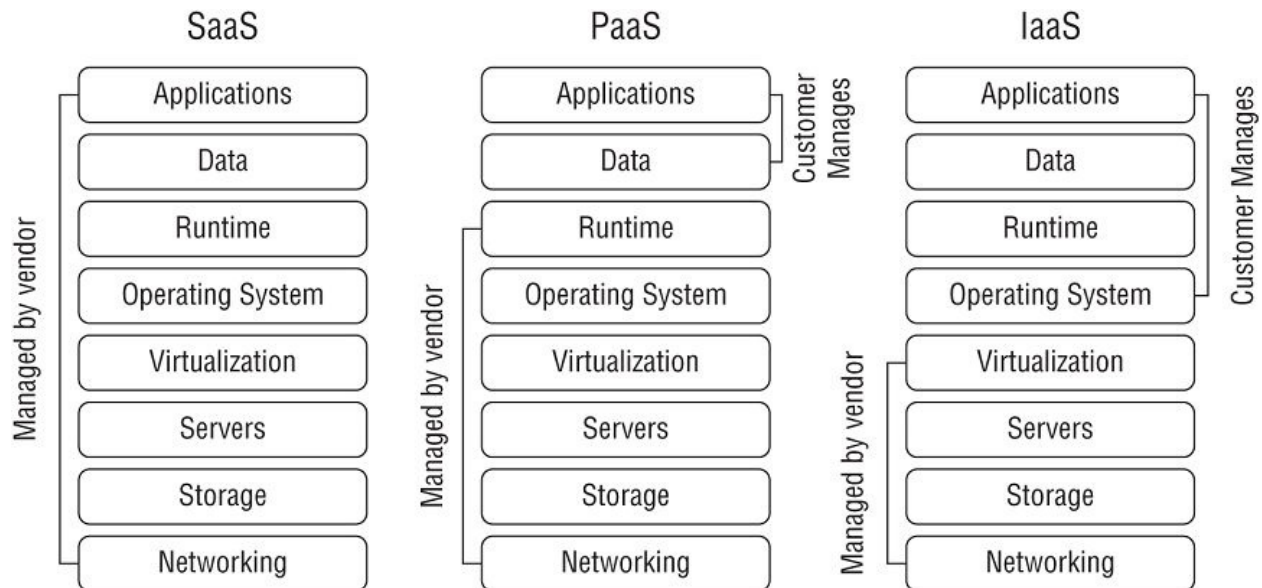 SaaS
Managed by vendor
Applications
Data
Runtime
Operating System
Virtualization
Servers
Storage
Networking
PaaS
Managed by vendor
Applications
Data
Runtime
Operating System
Virtualization
Servers
Storage
Networking
Customer
Manages
IaaS
Managed by vendor
Applications
Data
Runtime
Operating System
Virtualization
Servers
Storage
Networking
Customer Manages